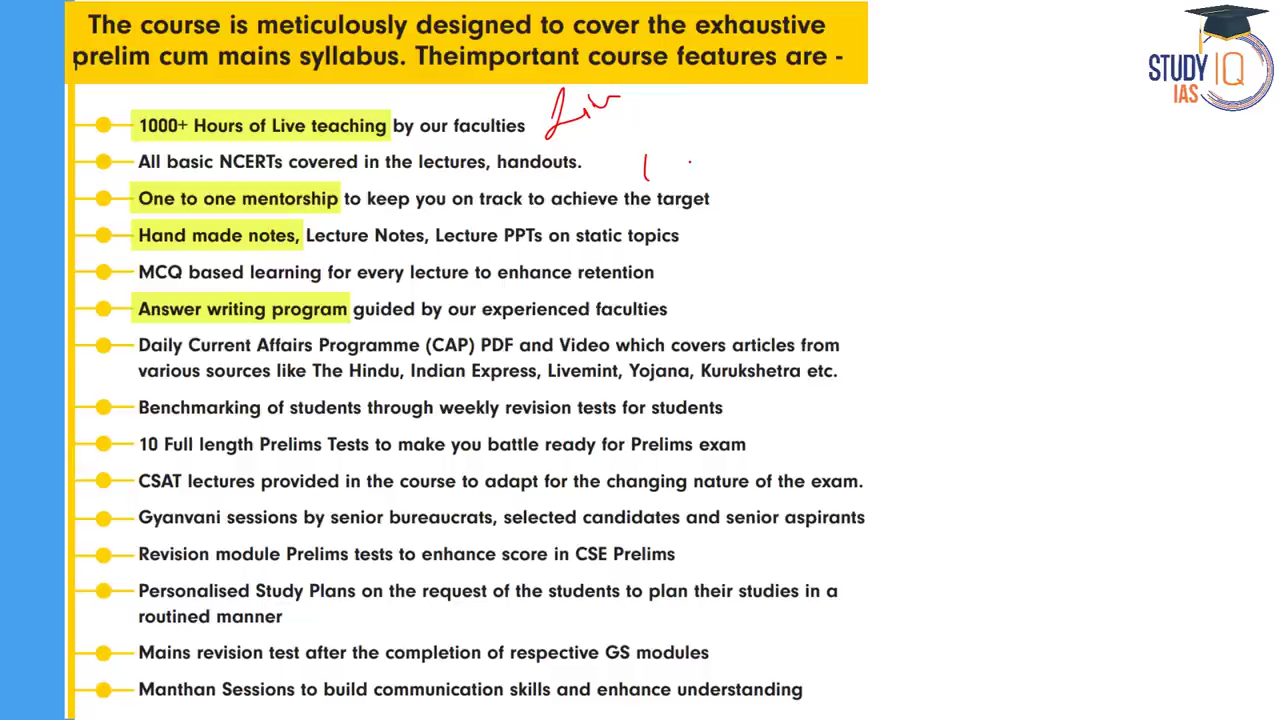 The course is meticulously designed to cover the exhaustive
prelim cum mains syllabus. Theimportant course features are -
STUDY IQ
IAS
1000+ Hours of Live teaching by our faculties
All basic NCERTs covered in the lectures, handouts.
One to one mentorship to keep you on track to achieve the target
Hand made notes, Lecture Notes, Lecture PPTs on static topics
MCQ based learning for every lecture to enhance retention
Answer writing program guided by our experienced faculties
Daily Current Affairs Programme (CAP) PDF and Video which covers articles from
various sources like The Hindu, Indian Express, Livemint, Yojana, Kurukshetra etc.
Benchmarking of students through weekly revision tests for students
10 Full length Prelims Tests to make you battle ready for Prelims exam
CSAT lectures provided in the course to adapt for the changing nature of the exam.
Gyanvani sessions by senior bureaucrats, selected candidates and senior aspirants
Revision module Prelims tests to enhance score in CSE Prelims
Personalised Study Plans on the request of the students to plan their studies in a
routined manner
Mains revision test after the completion of respective GS modules
Manthan Sessions to build communication skills and enhance understanding